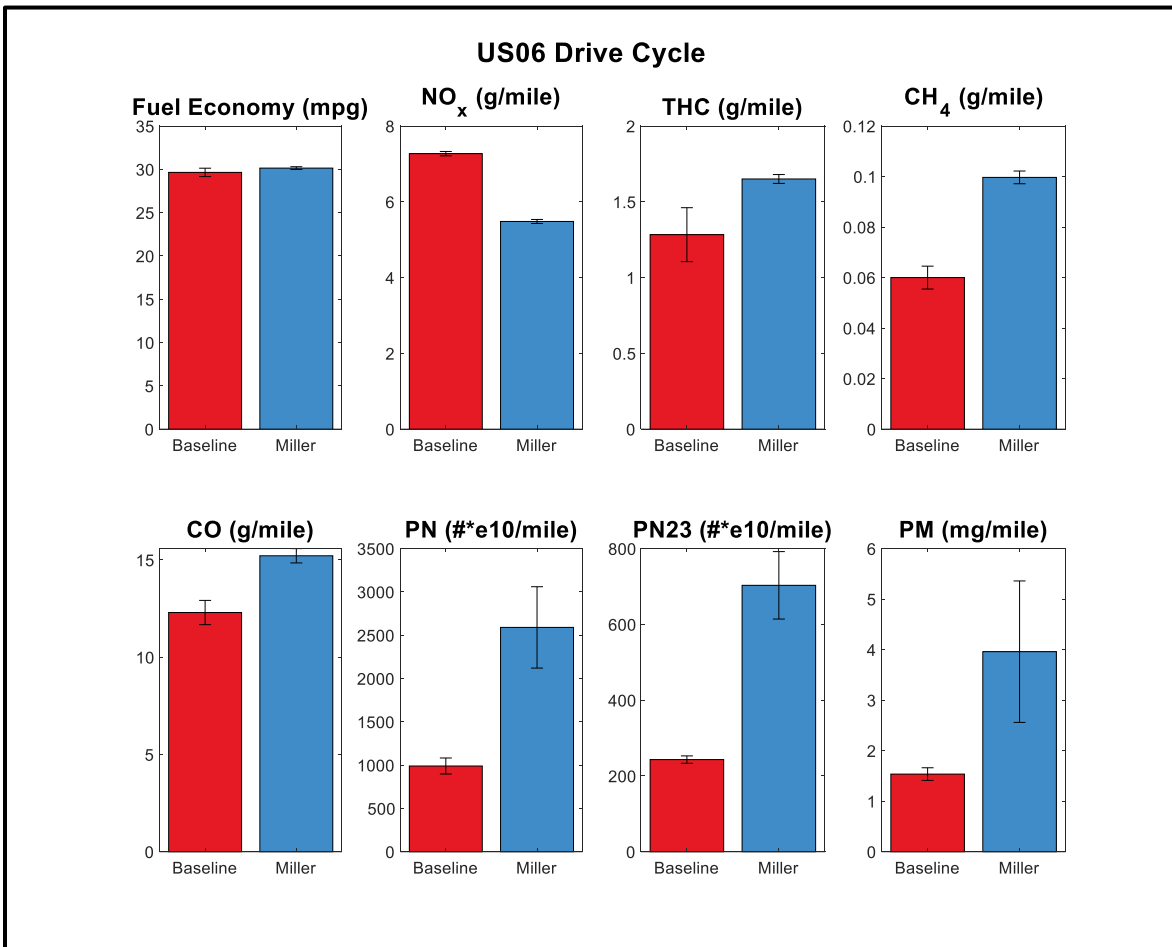 US06 Drive Cycle
Fuel Economy (mpg)
35
30
25
20
15
10
5
0
Baseline Miller
NOx (g/mile)
8
6
4
2
0
Baseline Miller
THC (g/mile)
2
1.5
1
0.5
0
Baseline Miller
CH4 (g/mile)
0.12
0.1
0.08
0.06
0.04
0.02
0
Baseline Miller
CO (g/mile)
15
10
5
0
Baseline Miller
PN (#*e10/mile)
3500
3000
2500
2000
1500
1000
500
0
Baseline Miller
PN23 (#*e10/mile)
800
600
400
200
0
Baseline Miller
PM (mg/mile)
6
5
4
3
2
1
0
Baseline Miller